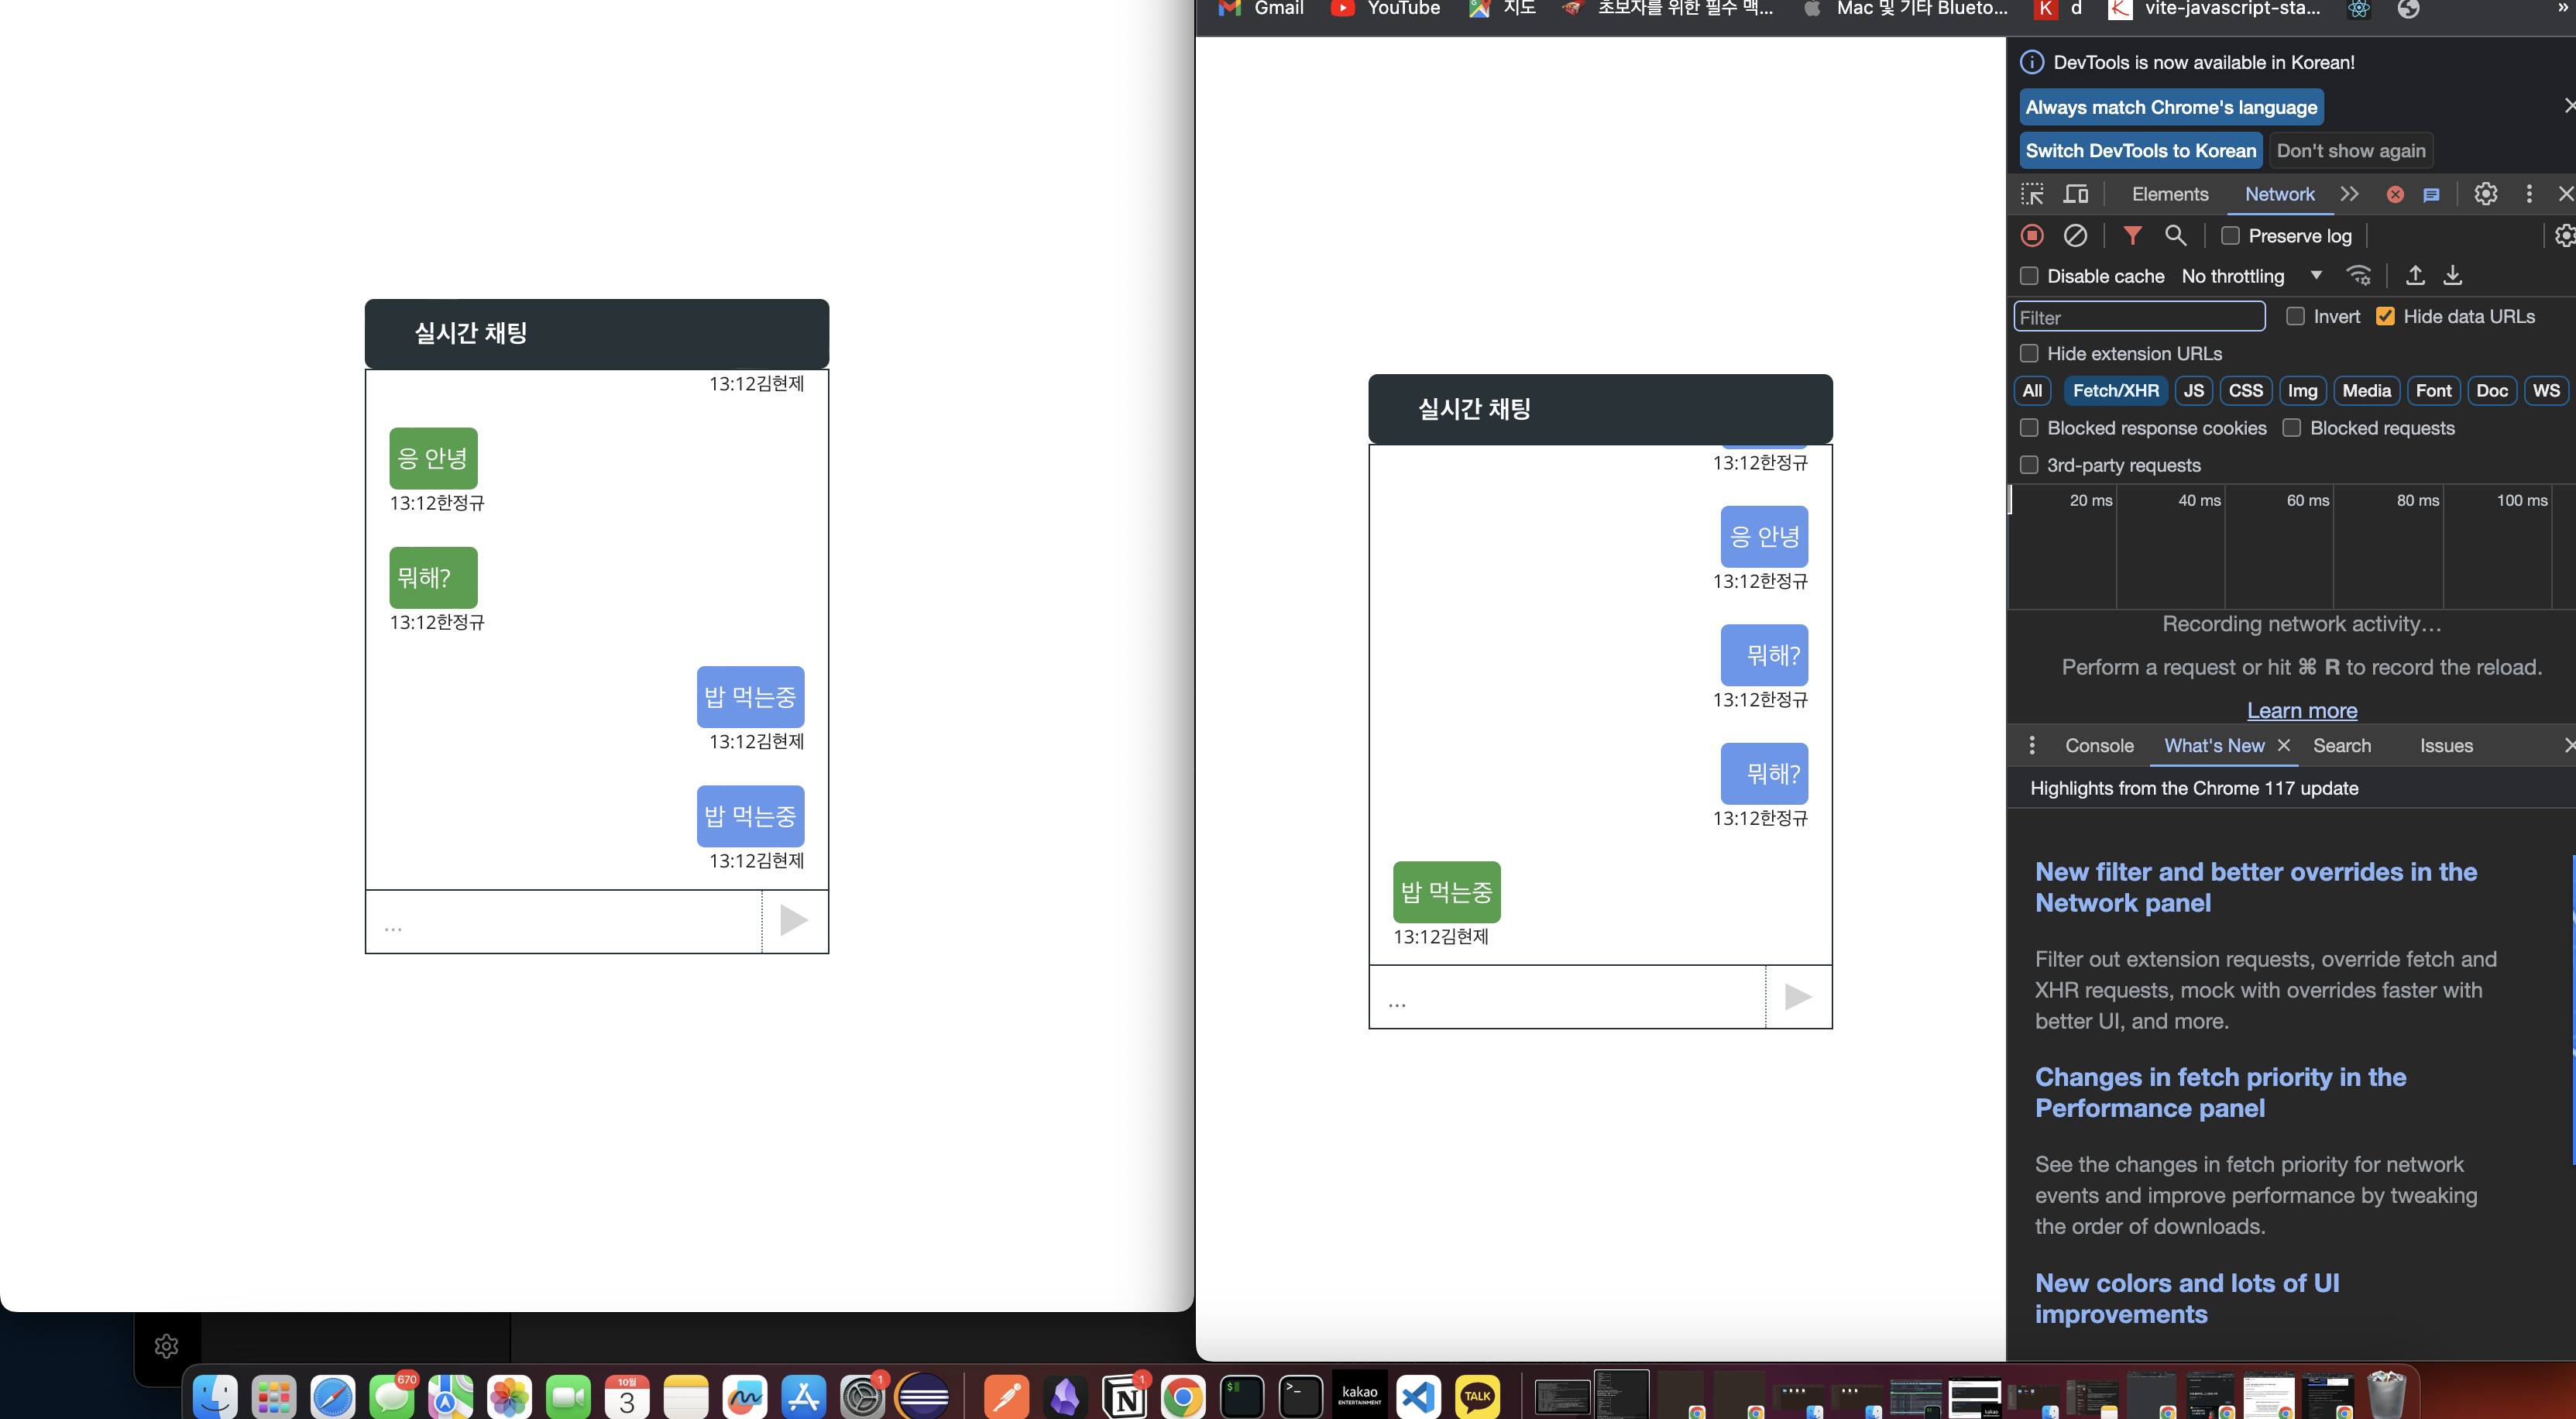 실시간 채팅
13:12김현제
응 안녕
13:12한정규
뭐해?
13:12한정규
밥 먹는중
13:12김현제
밥 먹는중
13:12김현제
...
Gmail
YouTube
지도
초보자를 위한 필수 맥...
Mac 및 기타 Blueto...
K d
vite-javascript-sta...
»
실시간 채팅
13:12한정규
응 안녕
13:12한정규
뭐해?
13:12한정규
뭐해?
13:12한정규
밥 먹는중
13:12김현제
...
DevTools is now available in Korean!
Always match Chrome's language
Switch DevTools to Korean Don't show again
Elements Network
Preserve log
Disable cache No throttling
Filter Invert Hide data URLs
Hide extension URLs
All Fetch/XHR JS CSS Img Media Font Doc WS
Blocked response cookies Blocked requests
3rd-party requests
20 ms 40 ms 60 ms 80 ms 100 ms
Recording network activity…
Perform a request or hit ⌘ R to record the reload.
Learn more
Console What's New Search Issues
Highlights from the Chrome 117 update
New filter and better overrides in the
Network panel
Filter out extension requests, override fetch and
XHR requests, mock with overrides faster with
better UI, and more.
Changes in fetch priority in the
Performance panel
See the changes in fetch priority for network
events and improve performance by tweaking
the order of downloads.
New colors and lots of UI
improvements
670
10월
3
1
N
1
$
>_
kakao
ENTERTAINMENT
TALK